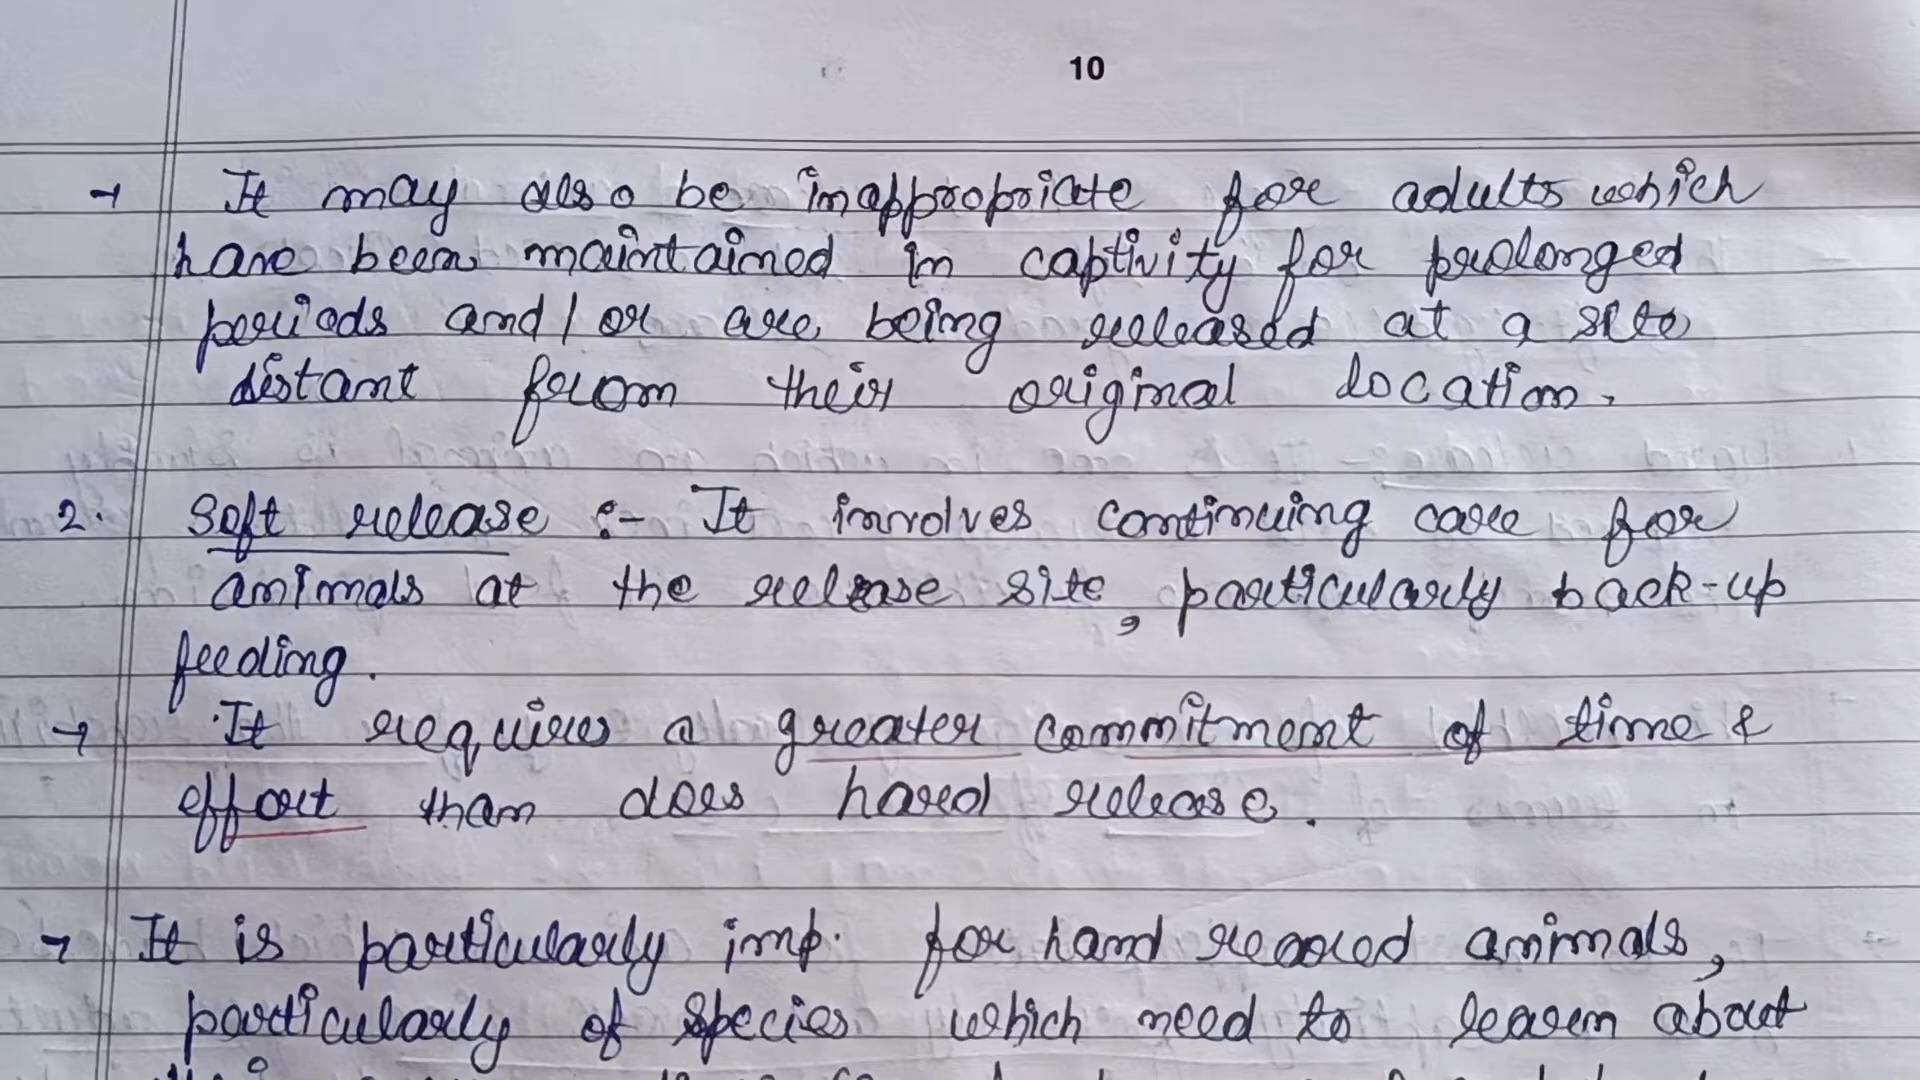 10
→ It may also be inappropriate for adults which
have been maintained in captivity for prolonged
periods and/or are being released at a site
distant from their original location.
2. Soft release :- It involves continuing care for
animals at the release site, particularly back-up
feeding.
→ It requires a greater commitment of time &
effort than does hard release.
→ It is particularly imp. for hand reared animals,
particularly of species which need to learn about